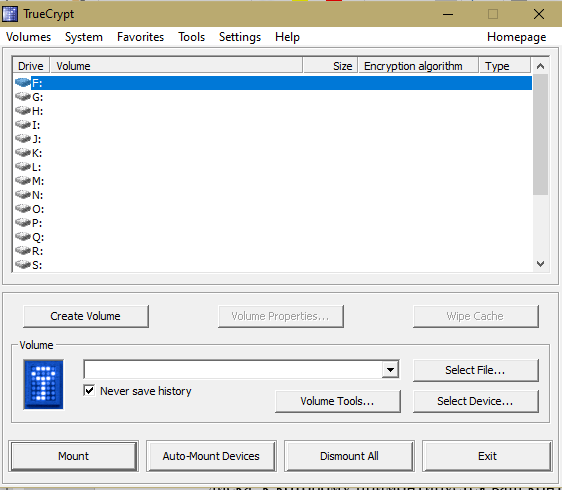 TrueCrypt
Volumes System Favorites Tools Settings Help Homepage
Drive Volume Size Encryption algorithm Type
F:
G:
H:
I:
J:
K:
L:
M:
N:
O:
P:
Q:
R:
S:
Create Volume Volume Properties... Wipe Cache
Volume
Select File...
Never save history
Volume Tools... Select Device...
Mount Auto-Mount Devices Dismount All Exit